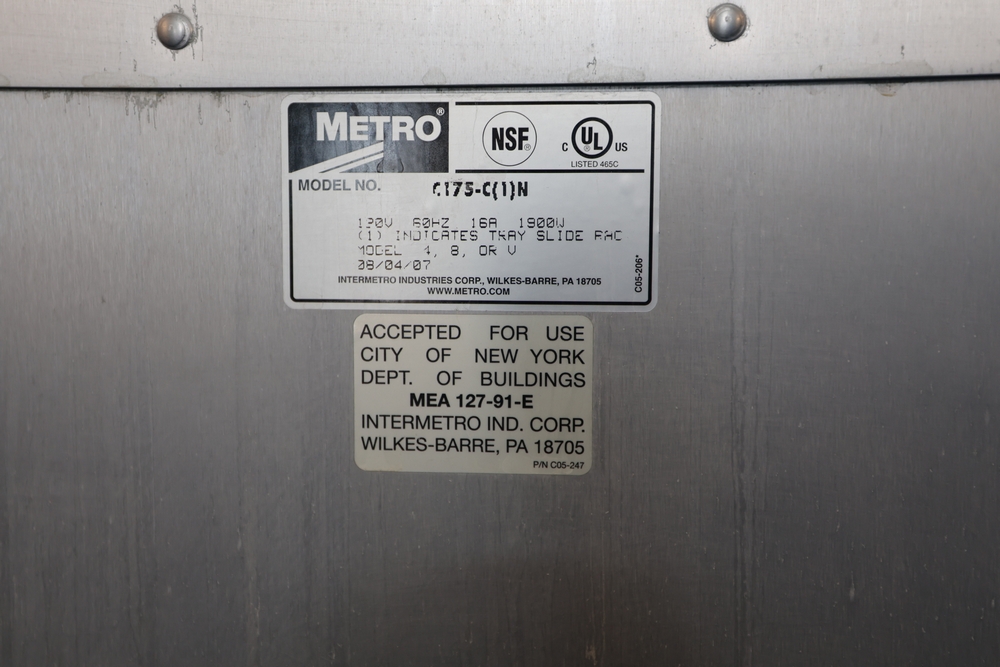 METRO®
NSF®
C UL® US
LISTED 465C
MODEL NO. C175-C(1)N
120V 60HZ 16A 1900W
(1) INDICATES TRAY SLIDE RAC
MODEL 4, 8, OR V
08/04/07
INTERMETRO INDUSTRIES CORP., WILKES-BARRE, PA 18705
WWW.METRO.COM
C05-206*
ACCEPTED FOR USE
CITY OF NEW YORK
DEPT. OF BUILDINGS
MEA 127-91-E
INTERMETRO IND. CORP.
WILKES-BARRE, PA 18705
P/N C05-247